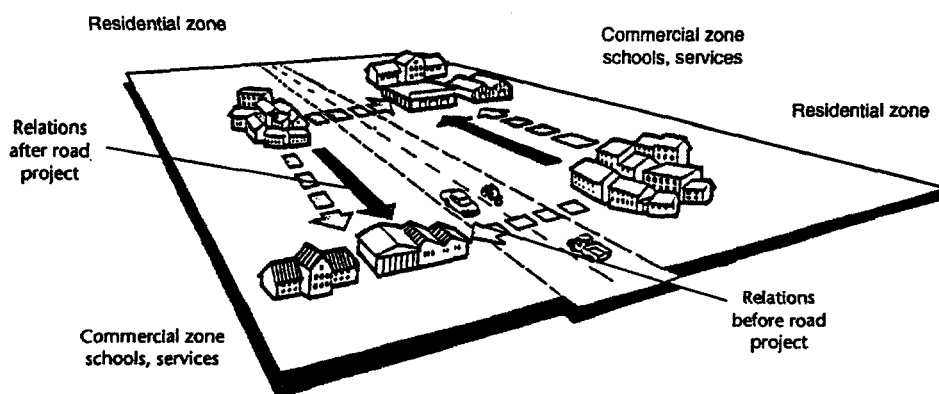 Residential zone
Commercial zone
schools, services
Residential zone
Relations
after road
project
Relations
before road
project
Commercial zone
schools, services